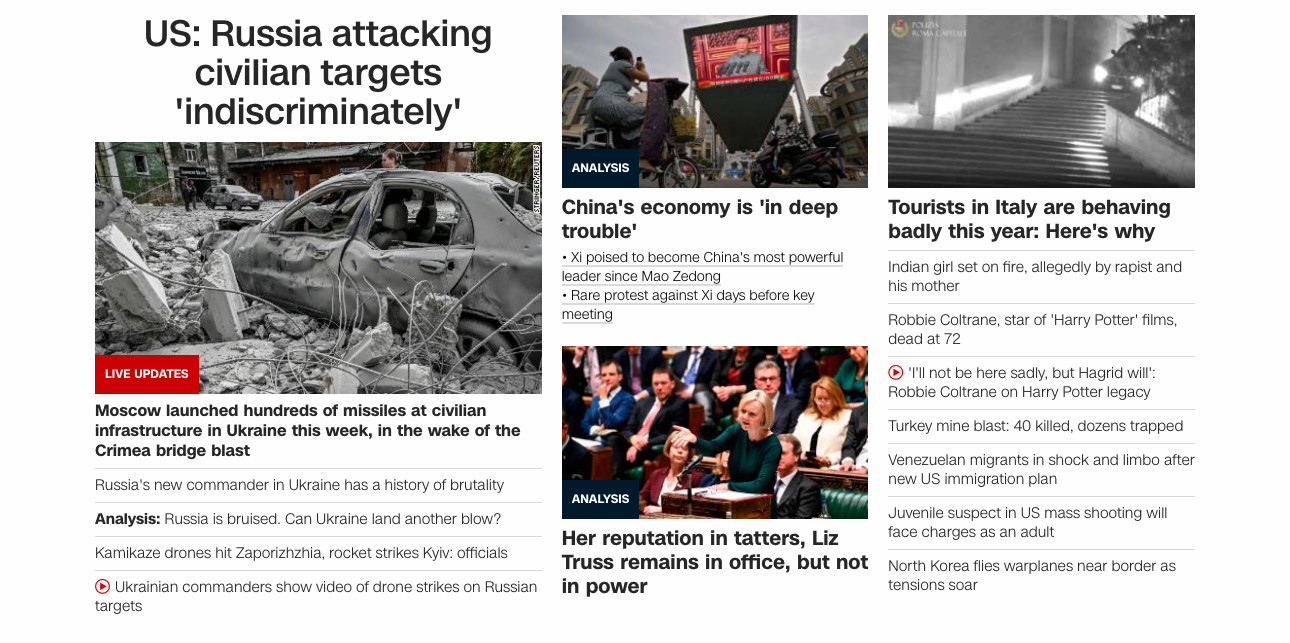 US: Russia attacking
civilian targets
'indiscriminately'
STRINGER/REUTERS
LIVE UPDATES
Moscow launched hundreds of missiles at civilian
infrastructure in Ukraine this week, in the wake of the
Crimea bridge blast
Russia's new commander in Ukraine has a history of brutality
Analysis: Russia is bruised. Can Ukraine land another blow?
Kamikaze drones hit Zaporizhzhia, rocket strikes Kyiv: officials
Ukrainian commanders show video of drone strikes on Russian
targets
ANALYSIS
China's economy is 'in deep
trouble'
• Xi poised to become China's most powerful
leader since Mao Zedong
• Rare protest against Xi days before key
meeting
ANALYSIS
Her reputation in tatters, Liz
Truss remains in office, but not
in power
POLIZIA
ROMA CAPITALE
Tourists in Italy are behaving
badly this year: Here's why
Indian girl set on fire, allegedly by rapist and
his mother
Robbie Coltrane, star of 'Harry Potter' films,
dead at 72
'I'll not be here sadly, but Hagrid will':
Robbie Coltrane on Harry Potter legacy
Turkey mine blast: 40 killed, dozens trapped
Venezuelan migrants in shock and limbo after
new US immigration plan
Juvenile suspect in US mass shooting will
face charges as an adult
North Korea flies warplanes near border as
tensions soar